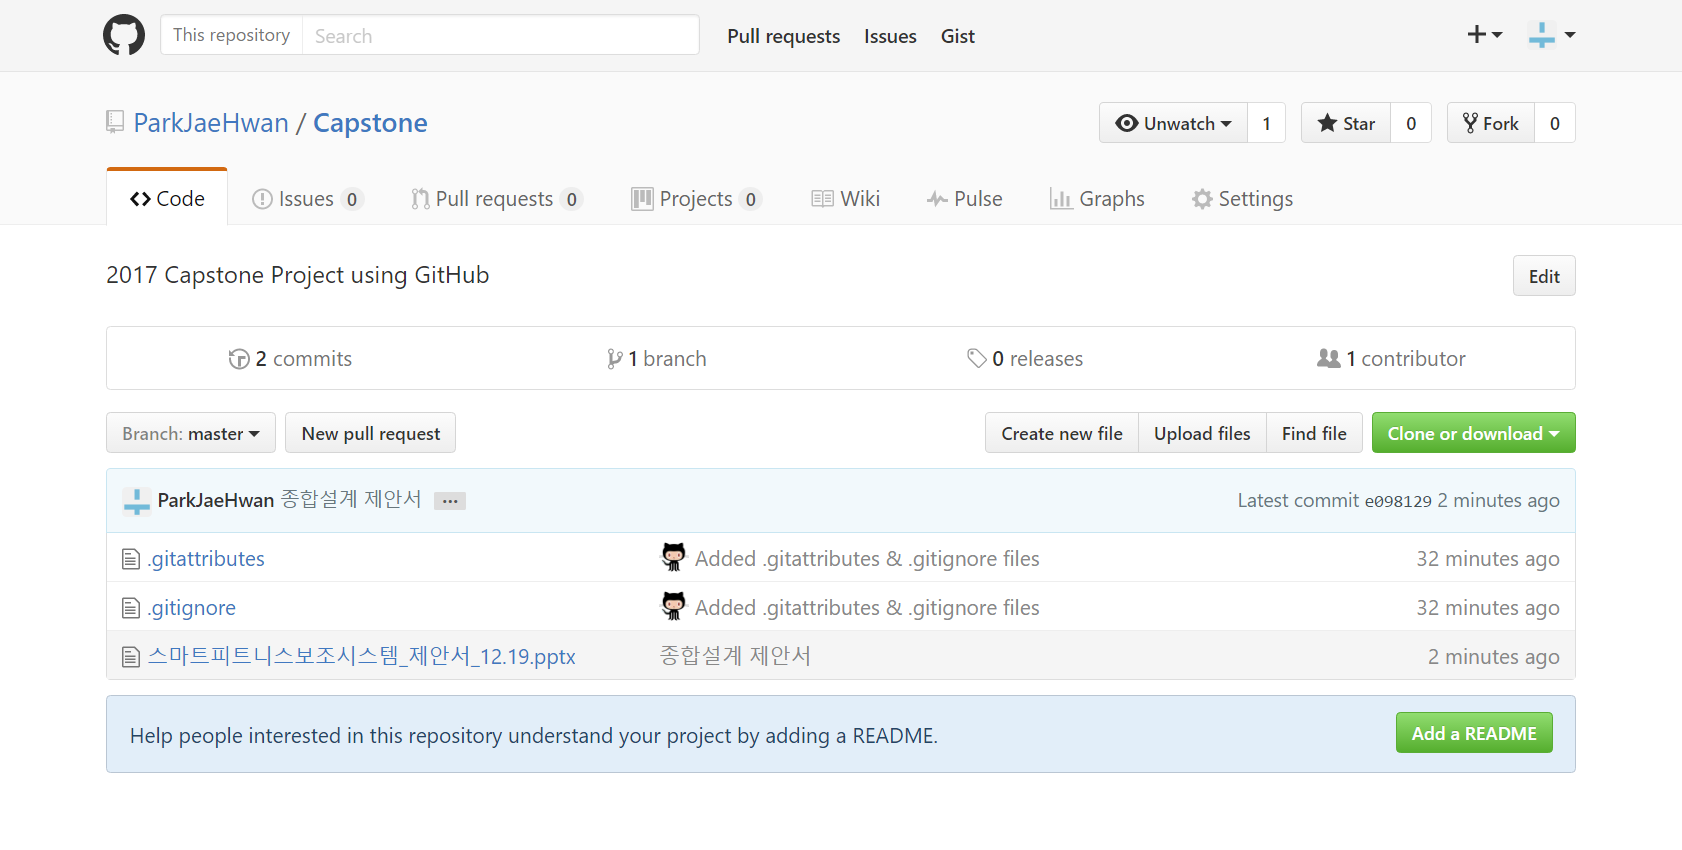 This repository Search Pull requests Issues Gist
ParkJaeHwan / Capstone Unwatch 1 Star 0 Fork 0
Code Issues 0 Pull requests 0 Projects 0 Wiki Pulse Graphs Settings
2017 Capstone Project using GitHub Edit
2 commits 1 branch 0 releases 1 contributor
Branch: master New pull request Create new file Upload files Find file Clone or download
ParkJaeHwan 종합설계 제안서 ... Latest commit e098129 2 minutes ago
.gitattributes Added .gitattributes & .gitignore files 32 minutes ago
.gitignore Added .gitattributes & .gitignore files 32 minutes ago
스마트피트니스보조시스템_제안서_12.19.pptx 종합설계 제안서 2 minutes ago
Help people interested in this repository understand your project by adding a README. Add a README